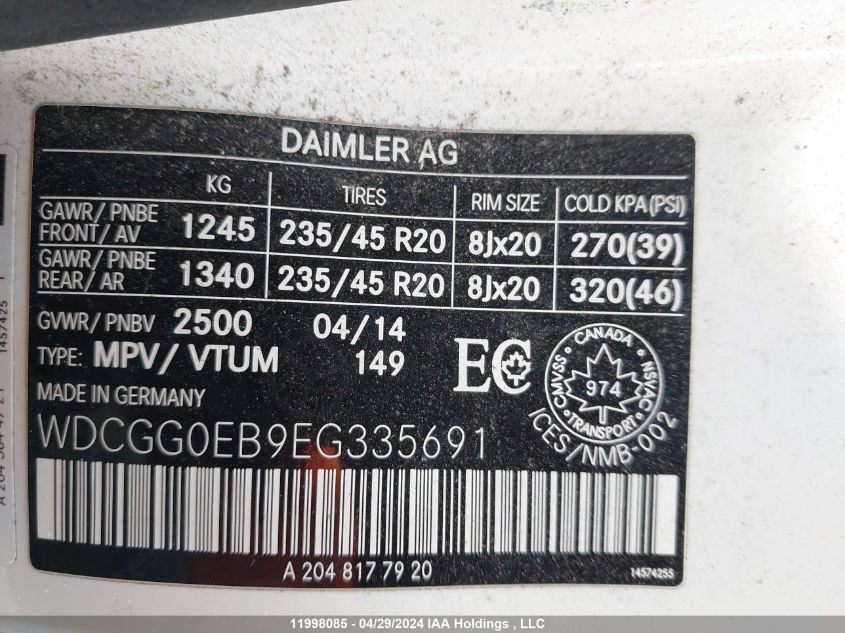 DAIMLER AG
KG TIRES RIM SIZE COLD KPA (PSI)
GAWR/ PNBE FRONT/ AV 1245 235/45 R20 8Jx20 270(39)
GAWR/ PNBE REAR/ AR 1340 235/45 R20 8Jx20 320(46)
GVWR/ PNBV 2500 04/14
TYPE: MPV/ VTUM 149
MADE IN GERMANY
EC
CANADA
CMVSS NSVAC
974
TRANSPORT
ICES/NMB-002
WDCGG0EB9EG335691
A 204 817 79 20
14574255
1457425
11998085 - 04/29/2024 IAA Holdings , LLC